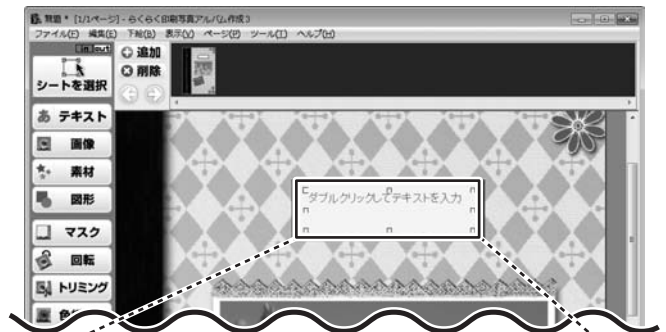 無題 * [1/1ページ] - らくらく印刷写真アルバム作成3
ファイル(F) 編集(E) 下絵(B) 表示(V) ページ(P) ツール(T) ヘルプ(H)
in out
追加
削除
シートを選択
あ テキスト
画像
素材
図形
マスク
回転
トリミング
ダブルクリックしてテキストを入力